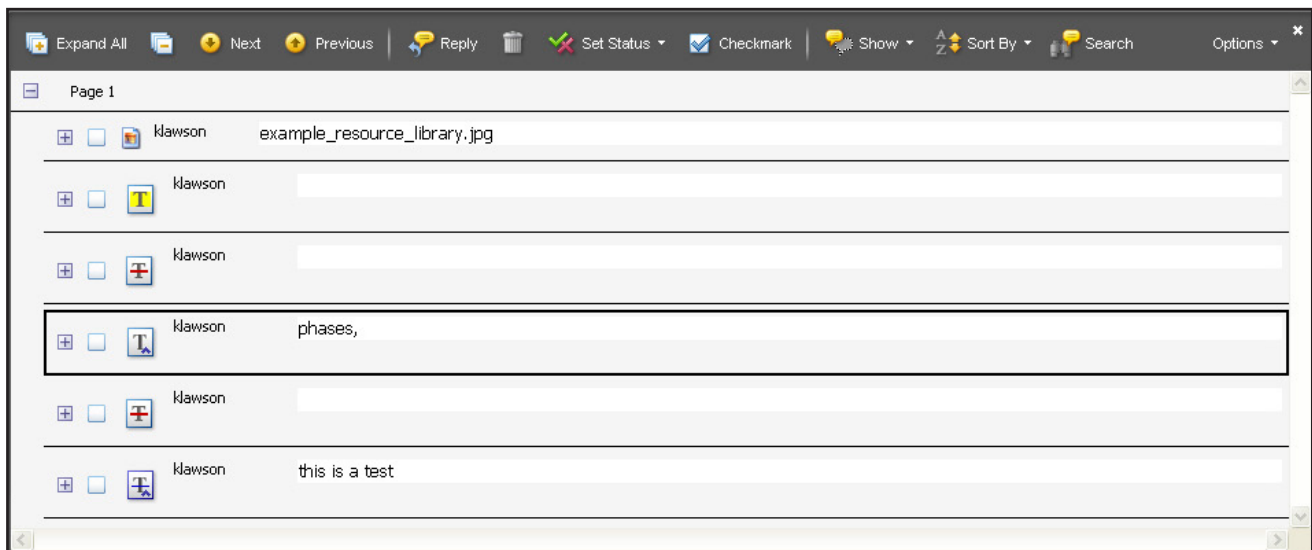 Expand All Next Previous Reply Set Status Checkmark Show Sort By Search Options
Page 1
klawson example_resource_library.jpg
klawson
klawson
klawson phases,
klawson
klawson this is a test